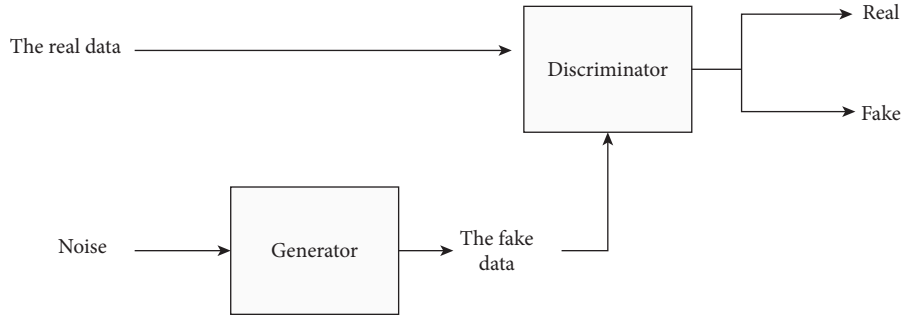 Real
The real data
Discriminator
Fake
Noise
Generator
The fake
data